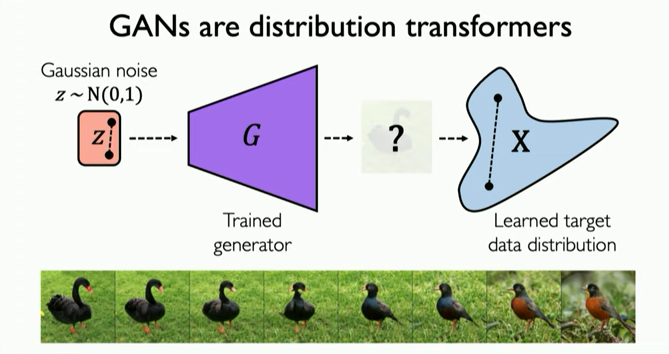 GANs are distribution transformers
Gaussian noise
z ~ N(0,1)
z
G
?
X
Trained
generator
Learned target
data distribution